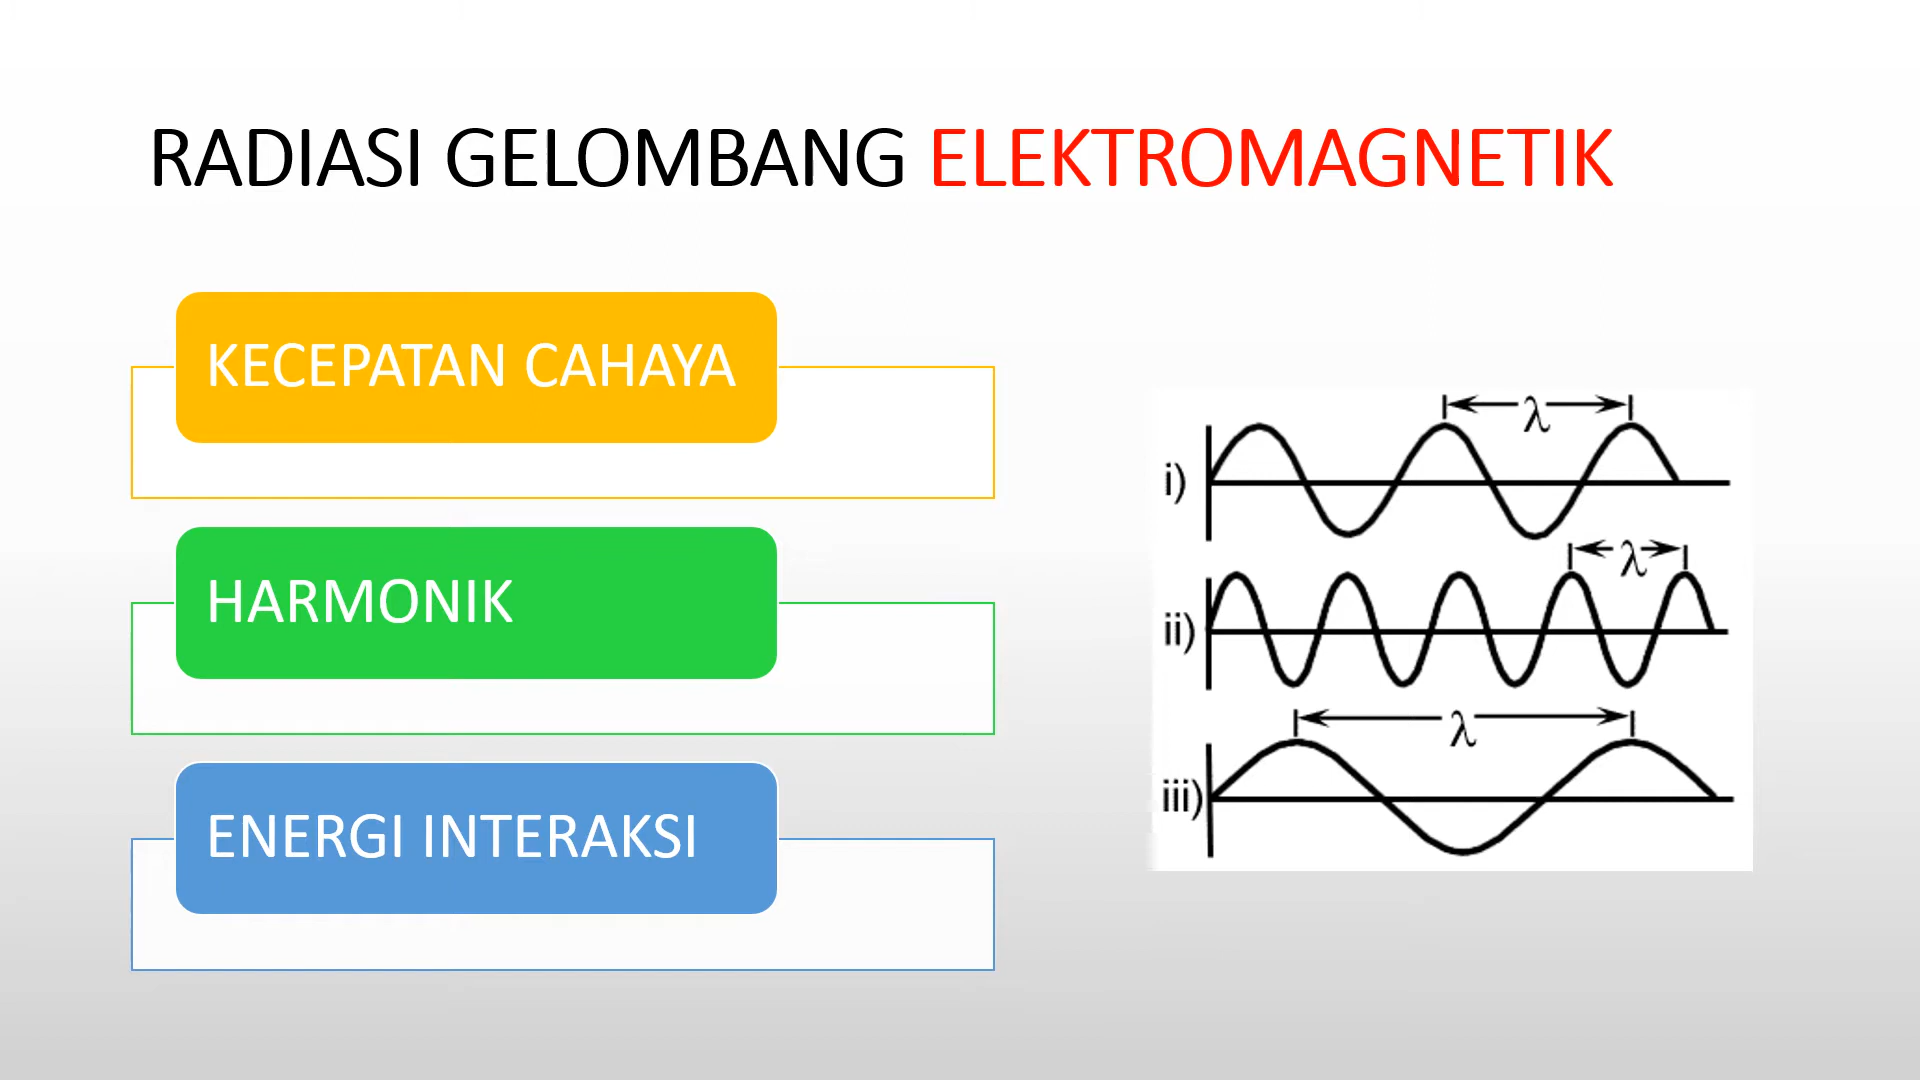 RADIASI GELOMBANG ELEKTROMAGNETIK
KECEPATAN CAHAYA
HARMONIK
ENERGI INTERAKSI
λ
i)
λ
ii)
λ
iii)